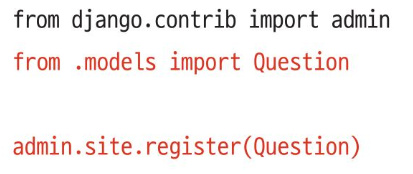 from django.contrib import admin
from .models import Question
admin.site.register(Question)